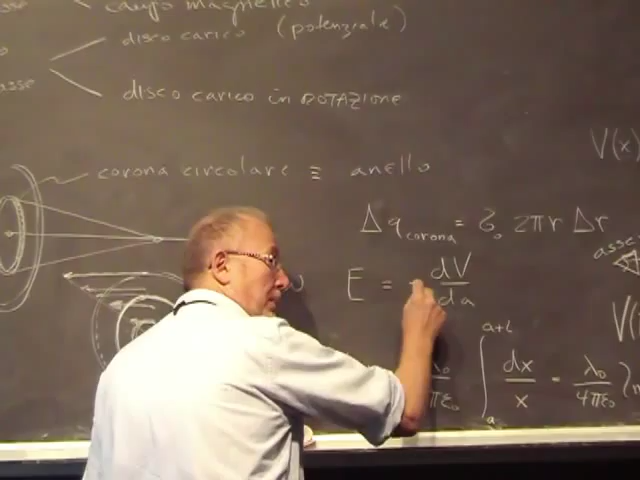 campo magnetico
disco carico (potenziale)
asse
disco carico in ROTAZIONE
V(x)
corona circolare ≡ anello
Δq corona = σ₀ 2πr Δr
asse
E = dV/da
∫ a+L dx/x = λ₀/4πε₀